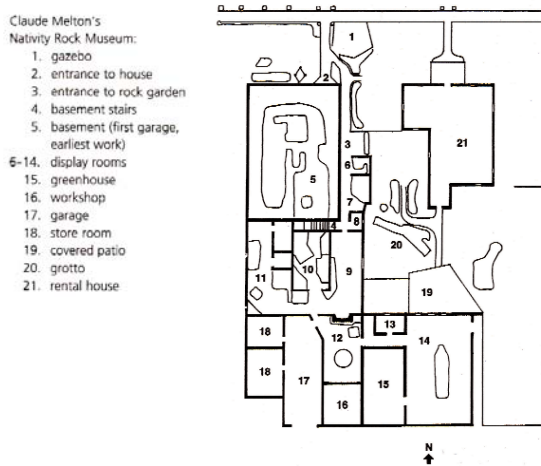 Claude Melton's
Nativity Rock Museum:
1. gazebo
2. entrance to house
3. entrance to rock garden
4. basement stairs
5. basement (first garage,
earliest work)
6-14. display rooms
15. greenhouse
16. workshop
17. garage
18. store room
19. covered patio
20. grotto
21. rental house
1
2
3
21
6
5
7
8
4
20
10
9
11
19
18
12
13
14
18
17
15
16
N